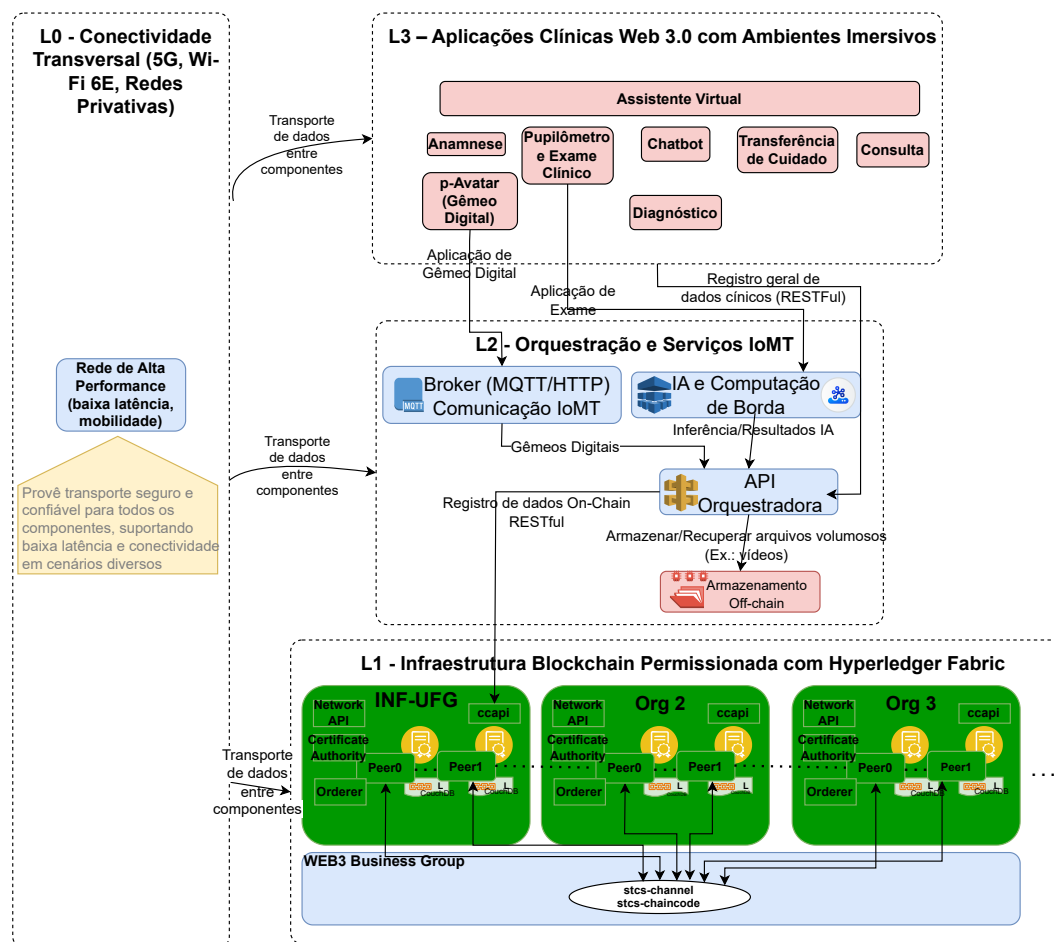 L0 - Conectividade
Transversal (5G, Wi-
Fi 6E, Redes
Privativas)
L3 – Aplicações Clínicas Web 3.0 com Ambientes Imersivos
Assistente Virtual
Anamnese
Pupilômetro
e Exame
Clínico
Chatbot
Transferência
de Cuidado
Consulta
p-Avatar
(Gêmeo
Digital)
Diagnóstico
Transporte
de dados
entre
componentes
Aplicação de
Gêmeo Digital
Aplicação de
Exame
Registro geral de
dados cínicos (RESTFul)
L2 - Orquestração e Serviços IoMT
Rede de Alta
Performance
(baixa latência,
mobilidade)
MQTT
Broker (MQTT/HTTP)
Comunicação IoMT
IA e Computação
de Borda
Inferência/Resultados IA
Gêmeos Digitais
Transporte
de dados
entre
componentes
Provê transporte seguro e
confiável para todos os
componentes, suportando
baixa latência e conectividade
em cenários diversos
API
Orquestradora
Registro de dados On-Chain
RESTful
Armazenar/Recuperar arquivos volumosos
(Ex.: vídeos)
Armazenamento
Off-chain
L1 - Infraestrutura Blockchain Permissionada com Hyperledger Fabric
INF-UFG
Network
API
ccapi
Certificate
Authority
Peer0
Peer1
Orderer
L
CouchDB
L
CouchDB
Org 2
Network
API
ccapi
Certificate
Authority
Peer0
Peer1
Orderer
L
L
Org 3
Network
API
ccapi
Certificate
Authority
Peer0
Peer1
Orderer
L
CouchDB
L
CouchDB
. . .
Transporte
de dados
entre
componentes
WEB3 Business Group
stcs-channel
stcs-chaincode